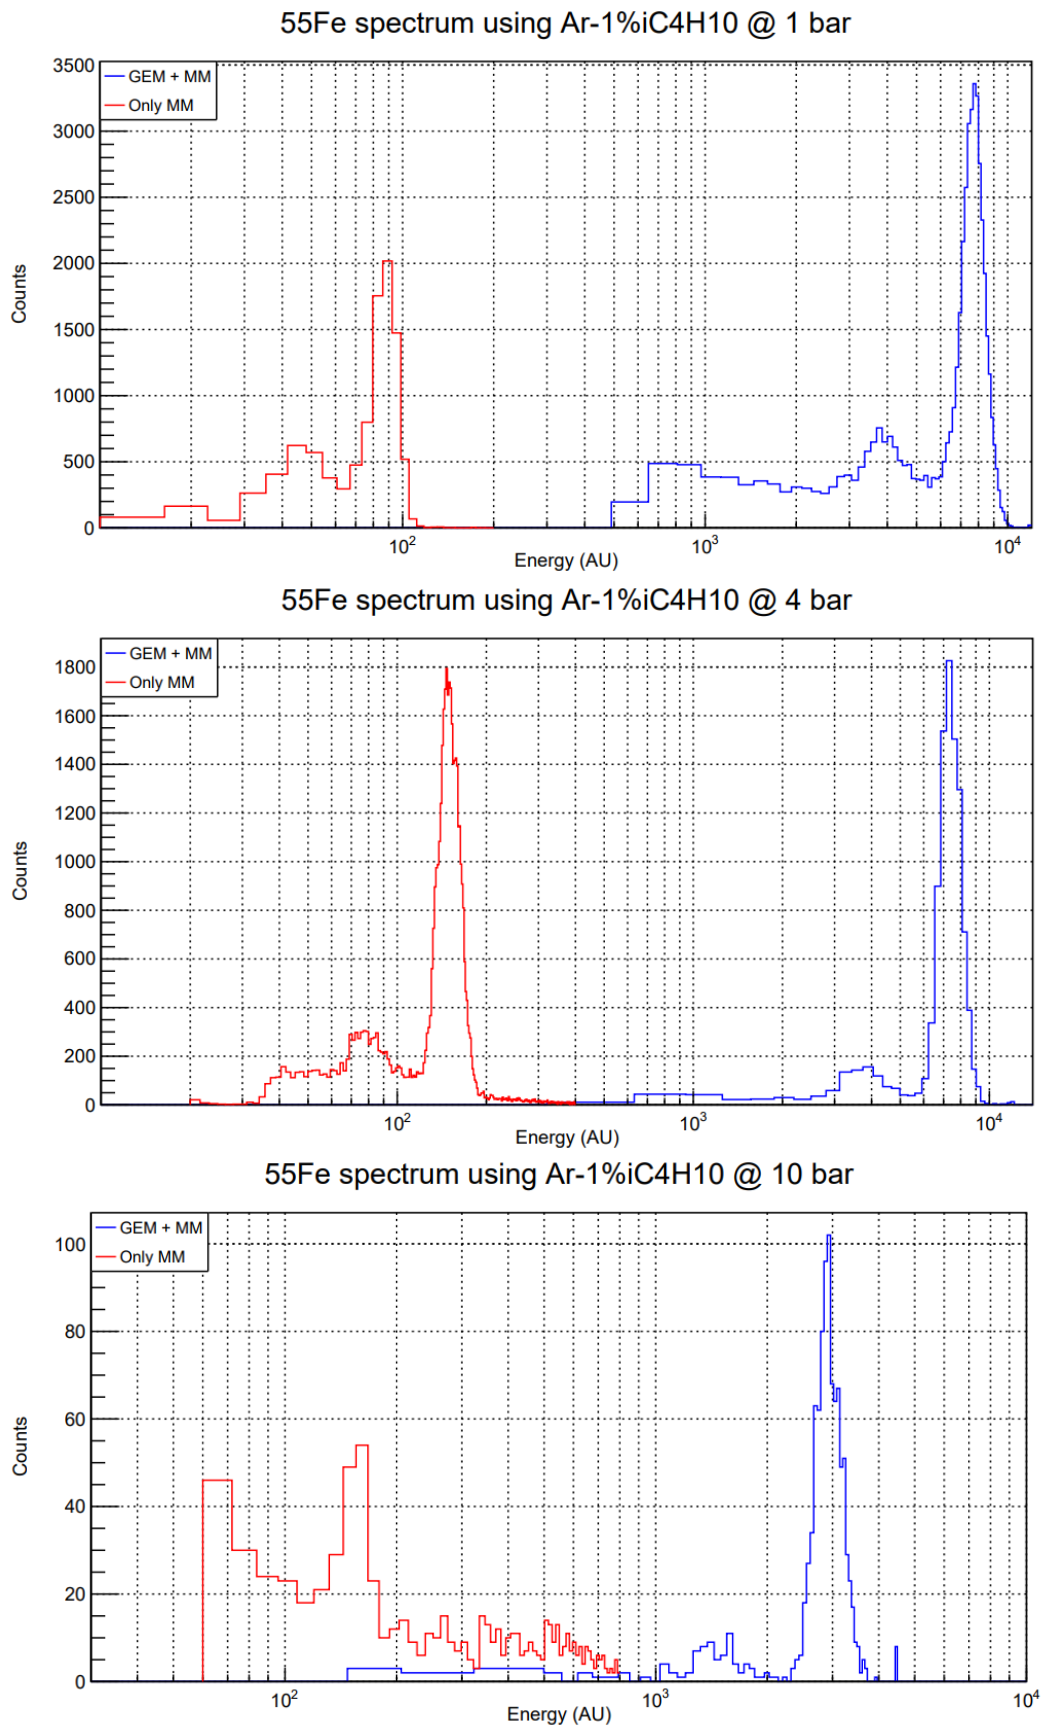 55Fe spectrum using Ar-1%iC4H10 @ 1 bar
3500
GEM + MM
Only MM
3000
2500
2000
1500
1000
500
0
Counts
10²
10³
10⁴
Energy (AU)
55Fe spectrum using Ar-1%iC4H10 @ 4 bar
GEM + MM
1800
Only MM
1600
1400
1200
1000
800
600
400
200
0
Counts
10²
10³
10⁴
Energy (AU)
55Fe spectrum using Ar-1%iC4H10 @ 10 bar
GEM + MM
100
Only MM
80
60
40
20
0
Counts
10²
10³
10⁴
Energy (AU)